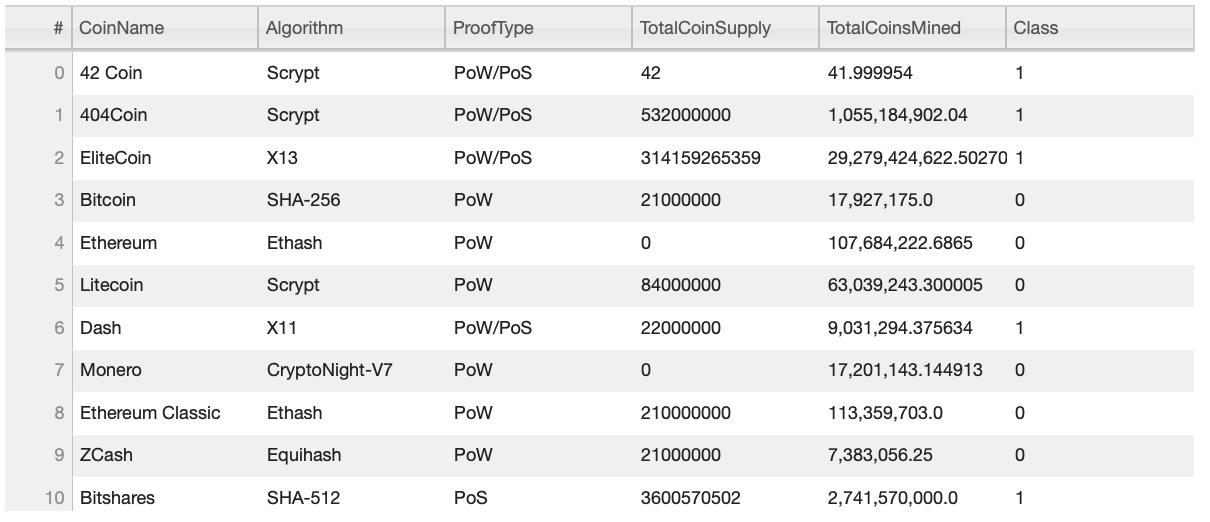 # CoinName Algorithm ProofType TotalCoinSupply TotalCoinsMined Class
0 42 Coin Scrypt PoW/PoS 42 41.999954 1
1 404Coin Scrypt PoW/PoS 532000000 1,055,184,902.04 1
2 EliteCoin X13 PoW/PoS 314159265359 29,279,424,622.50270 1
3 Bitcoin SHA-256 PoW 21000000 17,927,175.0 0
4 Ethereum Ethash PoW 0 107,684,222.6865 0
5 Litecoin Scrypt PoW 84000000 63,039,243.300005 0
6 Dash X11 PoW/PoS 22000000 9,031,294.375634 1
7 Monero CryptoNight-V7 PoW 0 17,201,143.144913 0
8 Ethereum Classic Ethash PoW 210000000 113,359,703.0 0
9 ZCash Equihash PoW 21000000 7,383,056.25 0
10 Bitshares SHA-512 PoS 3600570502 2,741,570,000.0 1